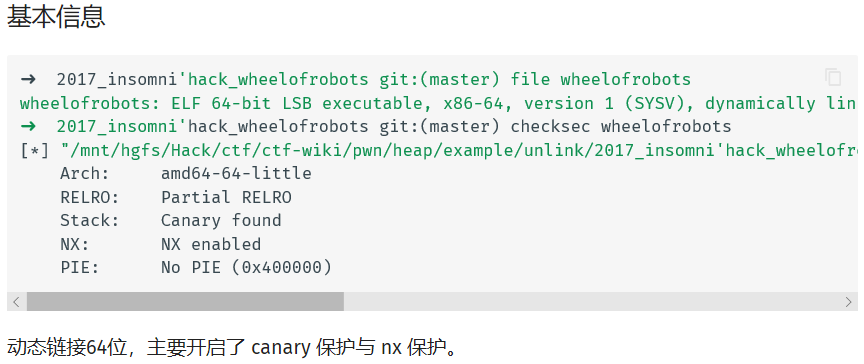 基本信息
➜  2017_insomni'hack_wheelofrobots git:(master) file wheelofrobots
wheelofrobots: ELF 64-bit LSB executable, x86-64, version 1 (SYSV), dynamically lin
➜  2017_insomni'hack_wheelofrobots git:(master) checksec wheelofrobots
[*] "/mnt/hgfs/Hack/ctf/ctf-wiki/pwn/heap/example/unlink/2017_insomni'hack_wheelofr
    Arch:     amd64-64-little
    RELRO:    Partial RELRO
    Stack:    Canary found
    NX:       NX enabled
    PIE:      No PIE (0x400000)
动态链接64位，主要开启了 canary 保护与 nx 保护。